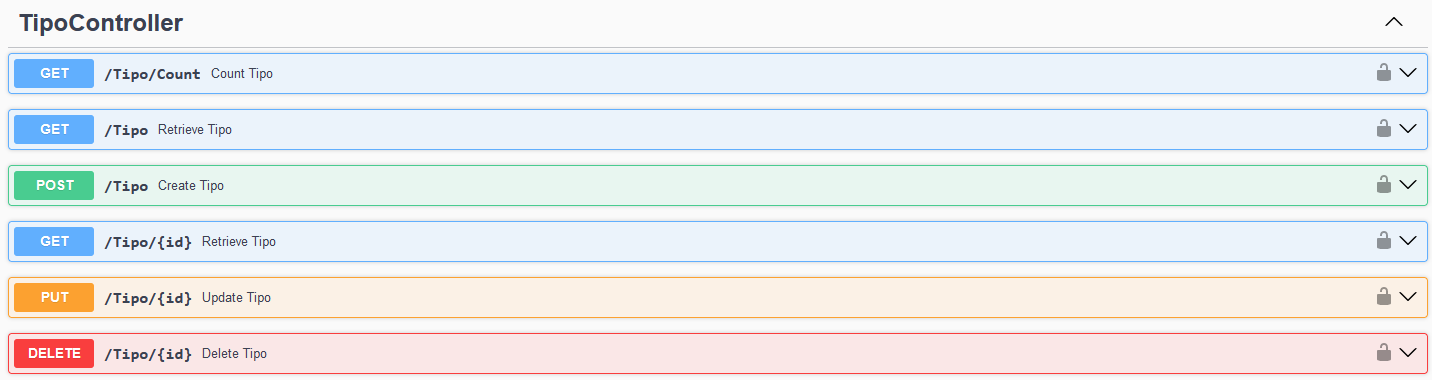 TipoController
GET /Tipo/Count Count Tipo
GET /Tipo Retrieve Tipo
POST /Tipo Create Tipo
GET /Tipo/{id} Retrieve Tipo
PUT /Tipo/{id} Update Tipo
DELETE /Tipo/{id} Delete Tipo